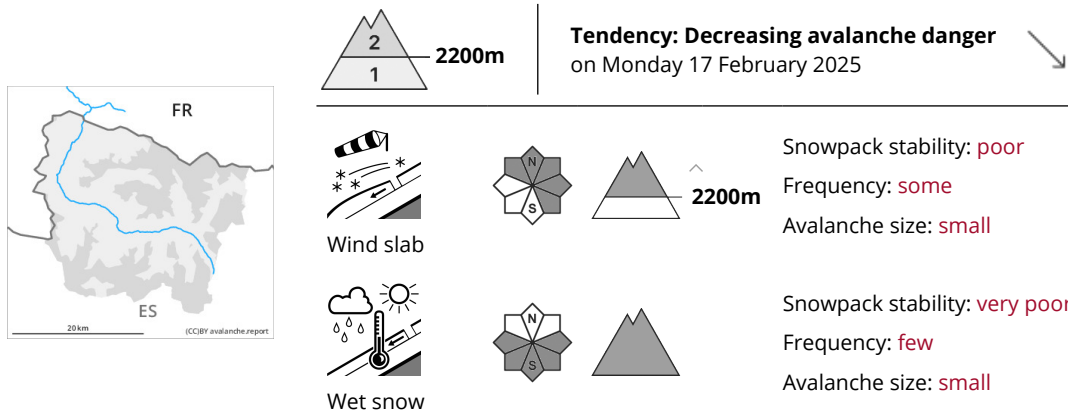 2
1
2200m
Tendency: Decreasing avalanche danger
on Monday 17 February 2025
FR
ES
20 km
(CC)BY avalanche.report
N
S
2200m
Wind slab
Snowpack stability: poor
Frequency: some
Avalanche size: small
N
S
Wet snow
Snowpack stability: very poor
Frequency: few
Avalanche size: small